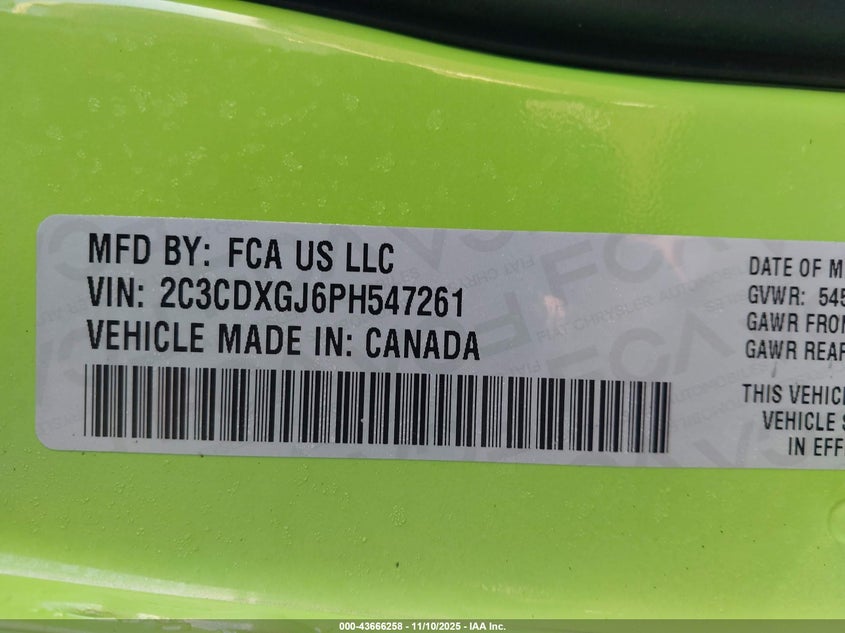 MFD BY: FCA US LLC
VIN: 2C3CDXGJ6PH547261
VEHICLE MADE IN: CANADA
DATE OF M
GVWR: 545
GAWR FRON
GAWR REAR
THIS VEHICL
VEHICLE S
IN EFF
000-43666258 - 11/10/2025 - IAA Inc.